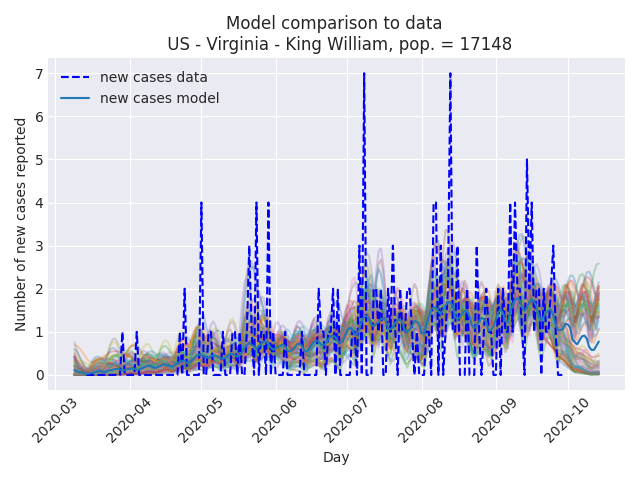 Model comparison to data
US - Virginia - King William, pop. = 17148
new cases data
new cases model
Number of new cases reported
7
6
5
4
3
2
1
0
2020-03
2020-04
2020-05
2020-06
2020-07
2020-08
2020-09
2020-10
Day